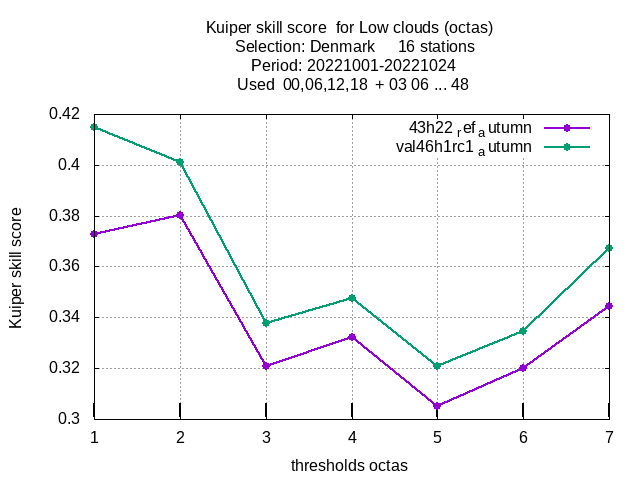 Kuiper skill score for Low clouds (octas)
Selection: Denmark 16 stations
Period: 20221001-20221024
Used 00,06,12,18 + 03 06 ... 48
0.42
0.4
0.38
0.36
0.34
0.32
0.3
Kuiper skill score
43h22 ref a utumn
val46h1rc1 a utumn
1 2 3 4 5 6 7
thresholds octas